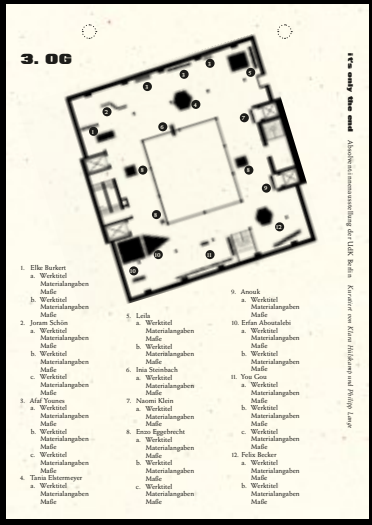 3. OG
it's only the end Absolvent:innenausstellung der UdK Berlin Kuratiert von Klara Hülskamp und Philipp Lange
1. Elke Burkert
a. Werktitel
Materialangaben
Maße
b. Werktitel
Materialangaben
Maße
2. Joram Schön
a. Werktitel
Materialangaben
Maße
b. Werktitel
Materialangaben
Maße
c. Werktitel
Materialangaben
Maße
3. Afaf Younes
a. Werktitel
Materialangaben
Maße
b. Werktitel
Materialangaben
Maße
c. Werktitel
Materialangaben
Maße
4. Tania Elstermeyer
a. Werktitel
Materialangaben
Maße
5. Leila
a. Werktitel
Materialangaben
Maße
b. Werktitel
Materialangaben
Maße
6. Inia Steinbach
a. Werktitel
Materialangaben
Maße
7. Naomi Klein
a. Werktitel
Materialangaben
Maße
8. Enzo Eggebrecht
a. Werktitel
Materialangaben
Maße
b. Werktitel
Materialangaben
Maße
c. Werktitel
Materialangaben
Maße
9. Anouk
a. Werktitel
Materialangaben
Maße
10. Erfan Aboutalebi
a. Werktitel
Materialangaben
Maße
b. Werktitel
Materialangaben
Maße
11. You Gou
a. Werktitel
Materialangaben
Maße
b. Werktitel
Materialangaben
Maße
c. Werktitel
Materialangaben
Maße
12. Felix Becker
a. Werktitel
Materialangaben
Maße
b. Werktitel
Materialangaben
Maße